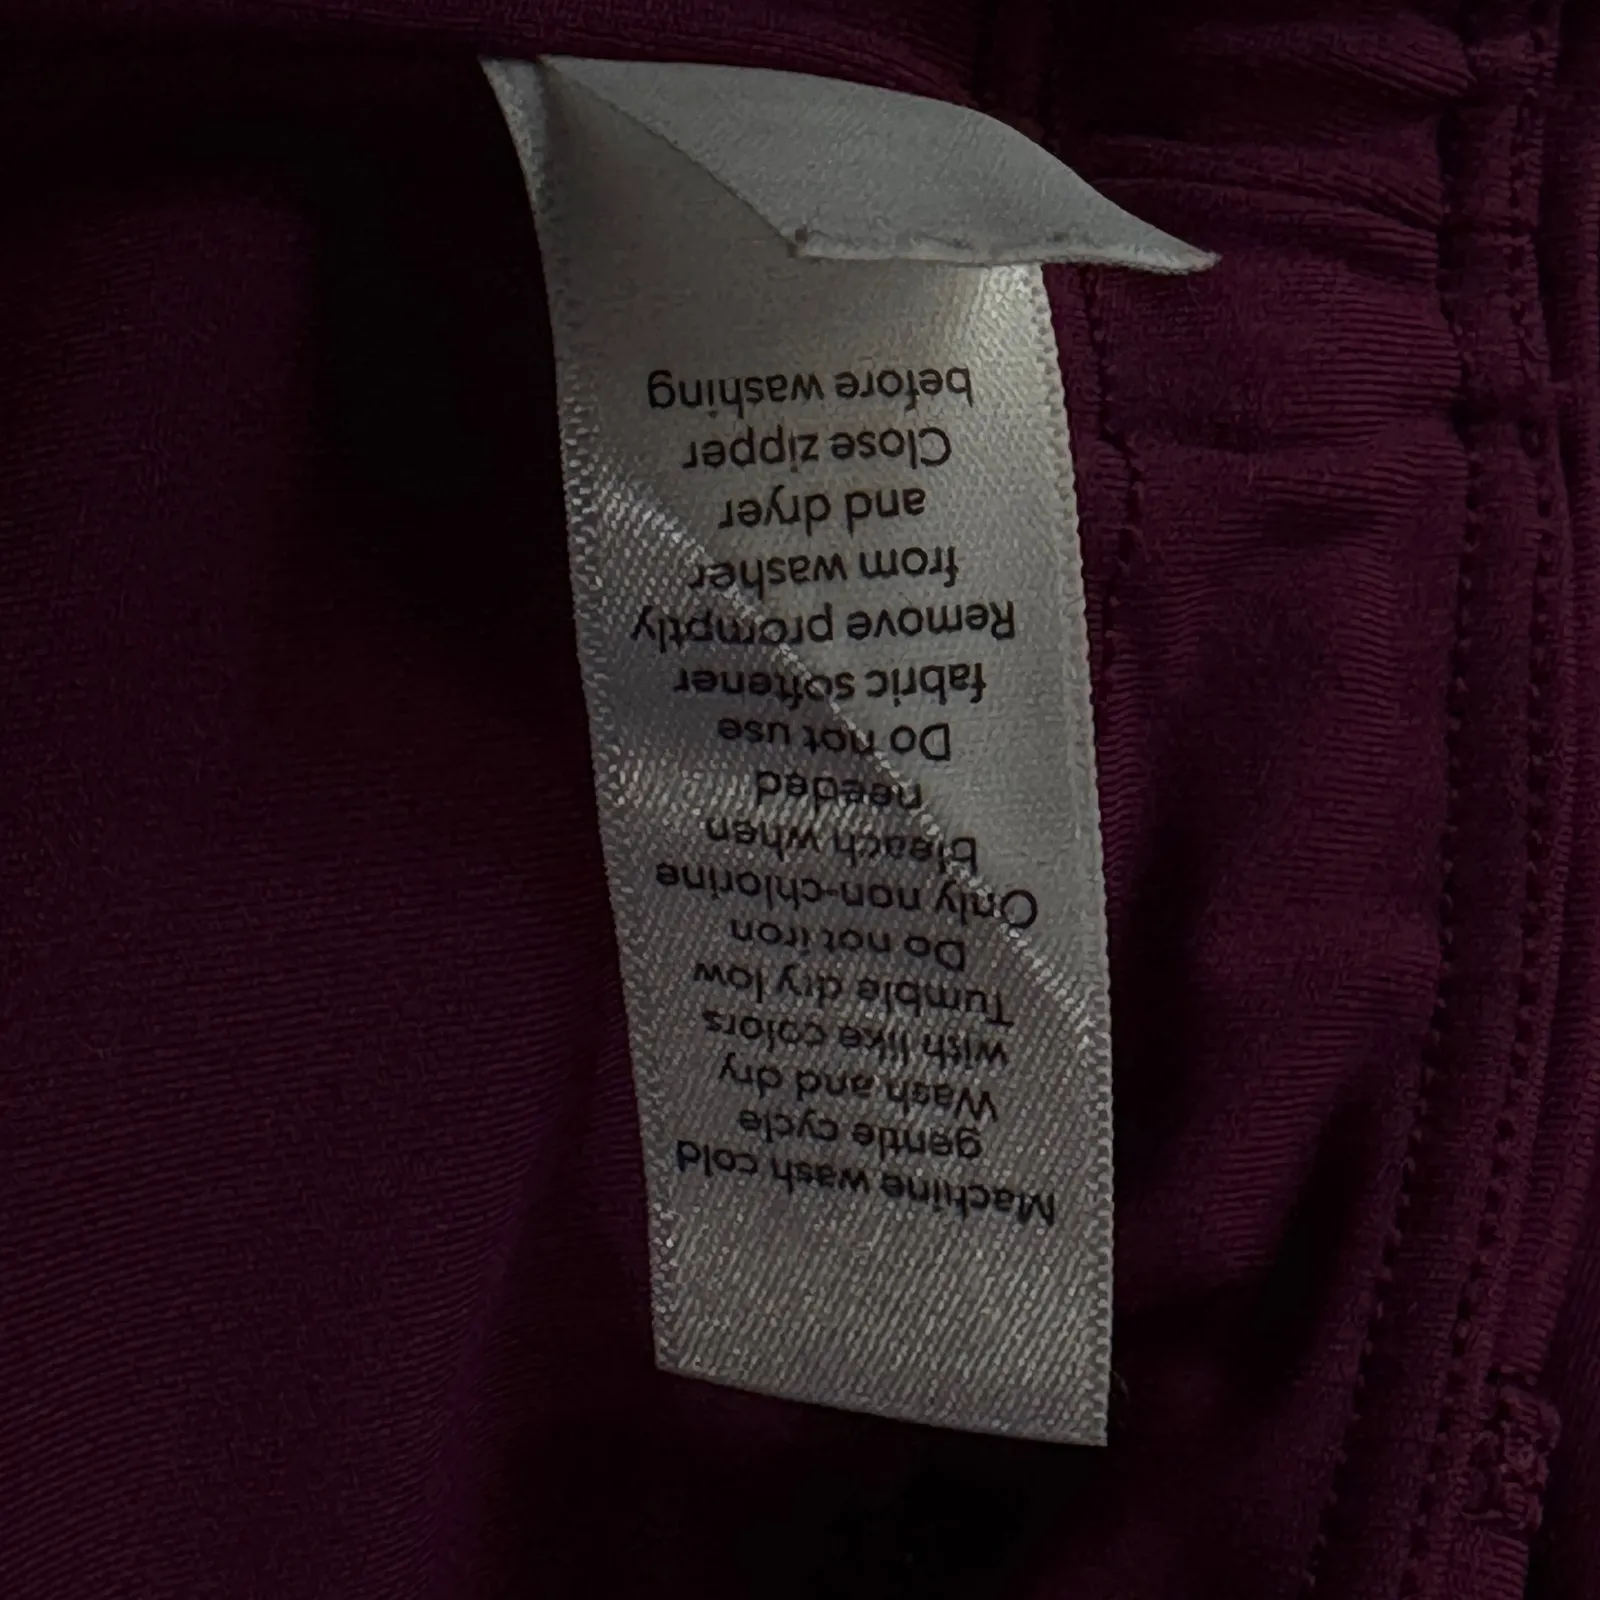 Machine wash cold
gentle cycle
Wash and dry
with like colors
Tumble dry low
Do not iron
Only non-chlorine
bleach when
needed
Do not use
fabric softener
Remove promptly
from washer
and dryer
Close zipper
before washing